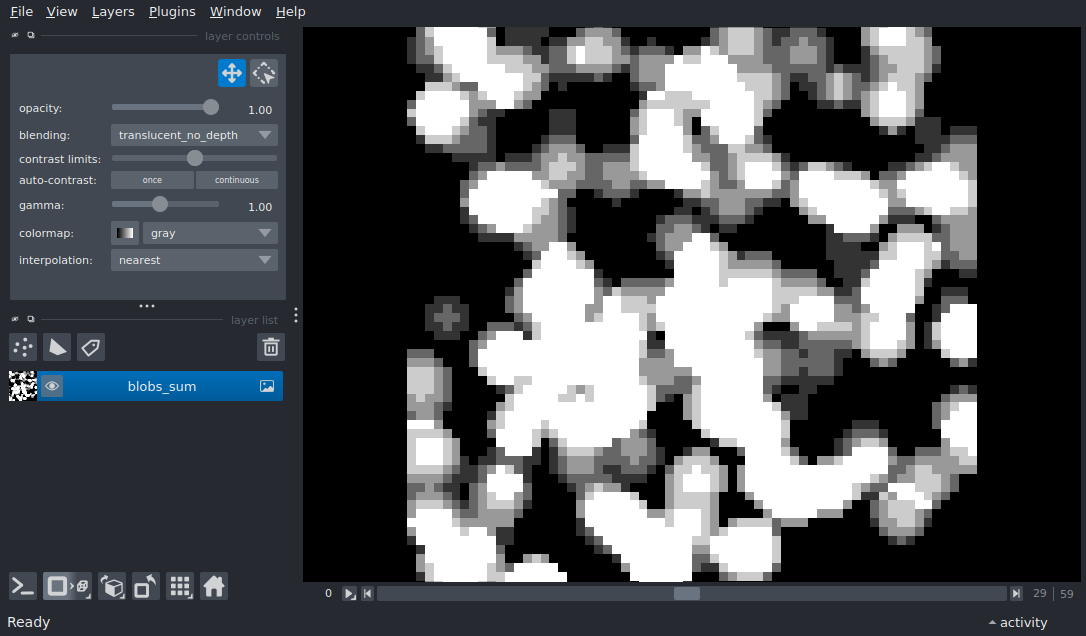 File View Layers Plugins Window Help
layer controls
opacity: 1.00
blending: translucent_no_depth
contrast limits:
auto-contrast: once continuous
gamma: 1.00
colormap: gray
interpolation: nearest
layer list
blobs_sum
0 29 59
Ready activity